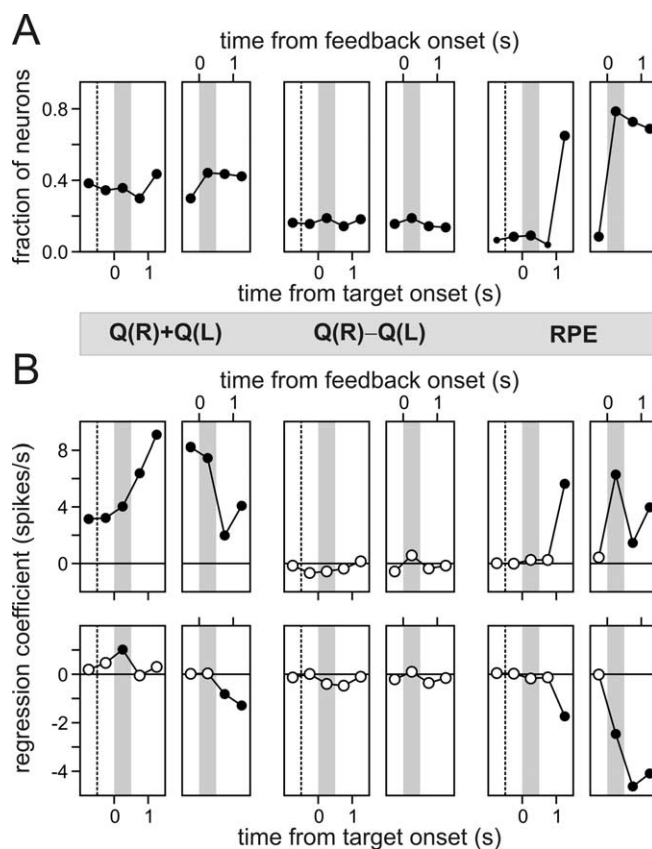 A
time from feedback onset (s)
0 1 0 1 0 1
fraction of neurons
0.8
0.4
0.0
0 1 0 1 0 1
time from target onset (s)
Q(R)+Q(L) Q(R)−Q(L) RPE
B
time from feedback onset (s)
0 1 0 1 0 1
regression coefficient (spikes/s)
8
4
0
0
-2
-4
0 1 0 1 0 1
time from target onset (s)